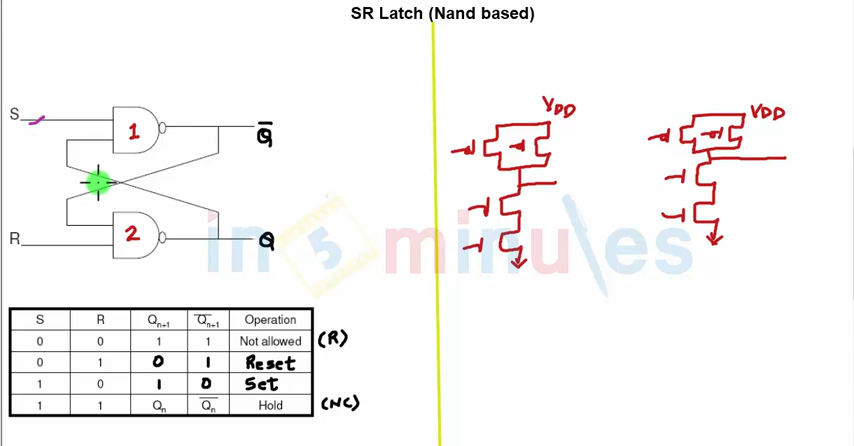 SR Latch (Nand based)
S
1
Q̅
2
R
Q
VDD
VDD
in 5 minutes
S R Qn+1 Q̅n+1 Operation
0 0 1 1 Not allowed (R)
0 1 0 1 Reset
1 0 1 0 Set
1 1 Qn Q̅n Hold (NC)